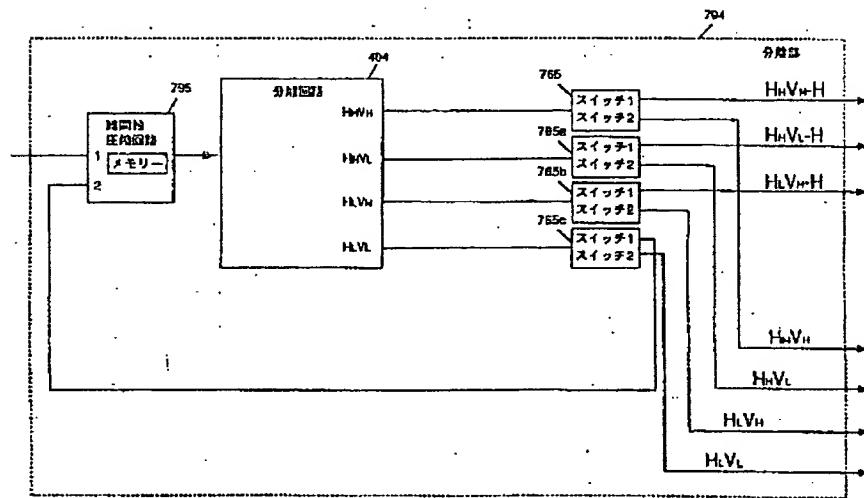 794
分離部
795
時間軸
圧縮回路
メモリー
1
2
404
分離回路
HHVH
HHVL
HLVH
HLVL
765
スイッチ1
スイッチ2
765a
スイッチ1
スイッチ2
765b
スイッチ1
スイッチ2
765c
スイッチ1
スイッチ2
HHVH-H
HHVL-H
HLVH-H
HHVH
HHVL
HLVH
HLVL